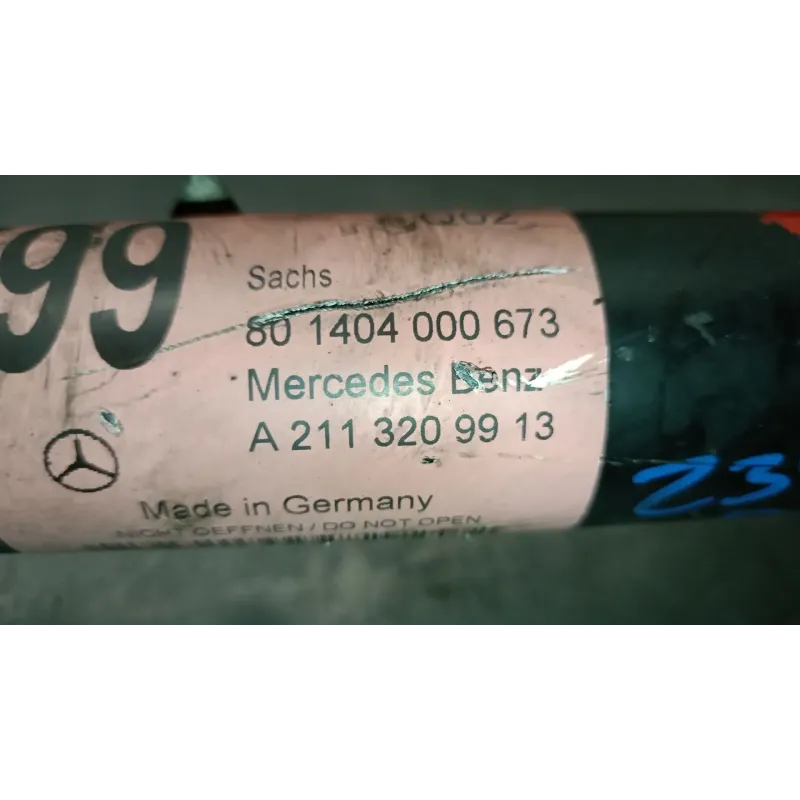 99
Sachs
80 1404 000 673
Mercedes Benz
A 211 320 99 13
Made in Germany
NICHT OEFFNEN / DO NOT OPEN
23